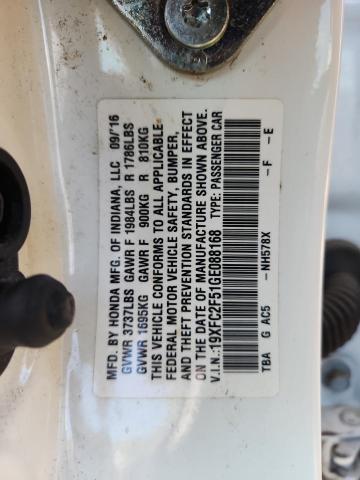 MFD. BY HONDA MFG. OF INDIANA, LLC 09/'16
GVWR 3737LBS GAWR F 1984LBS R 1786LBS
GVWR 1695KG GAWR F 900KG R 810KG
THIS VEHICLE CONFORMS TO ALL APPLICABLE
FEDERAL MOTOR VEHICLE SAFETY, BUMPER,
AND THEFT PREVENTION STANDARDS IN EFFECT
ON THE DATE OF MANUFACTURE SHOWN ABOVE.
V.I.N.:19XFC2F51GE088168 TYPE: PASSENGER CAR
TBA G AC5 -NH578X -F -E